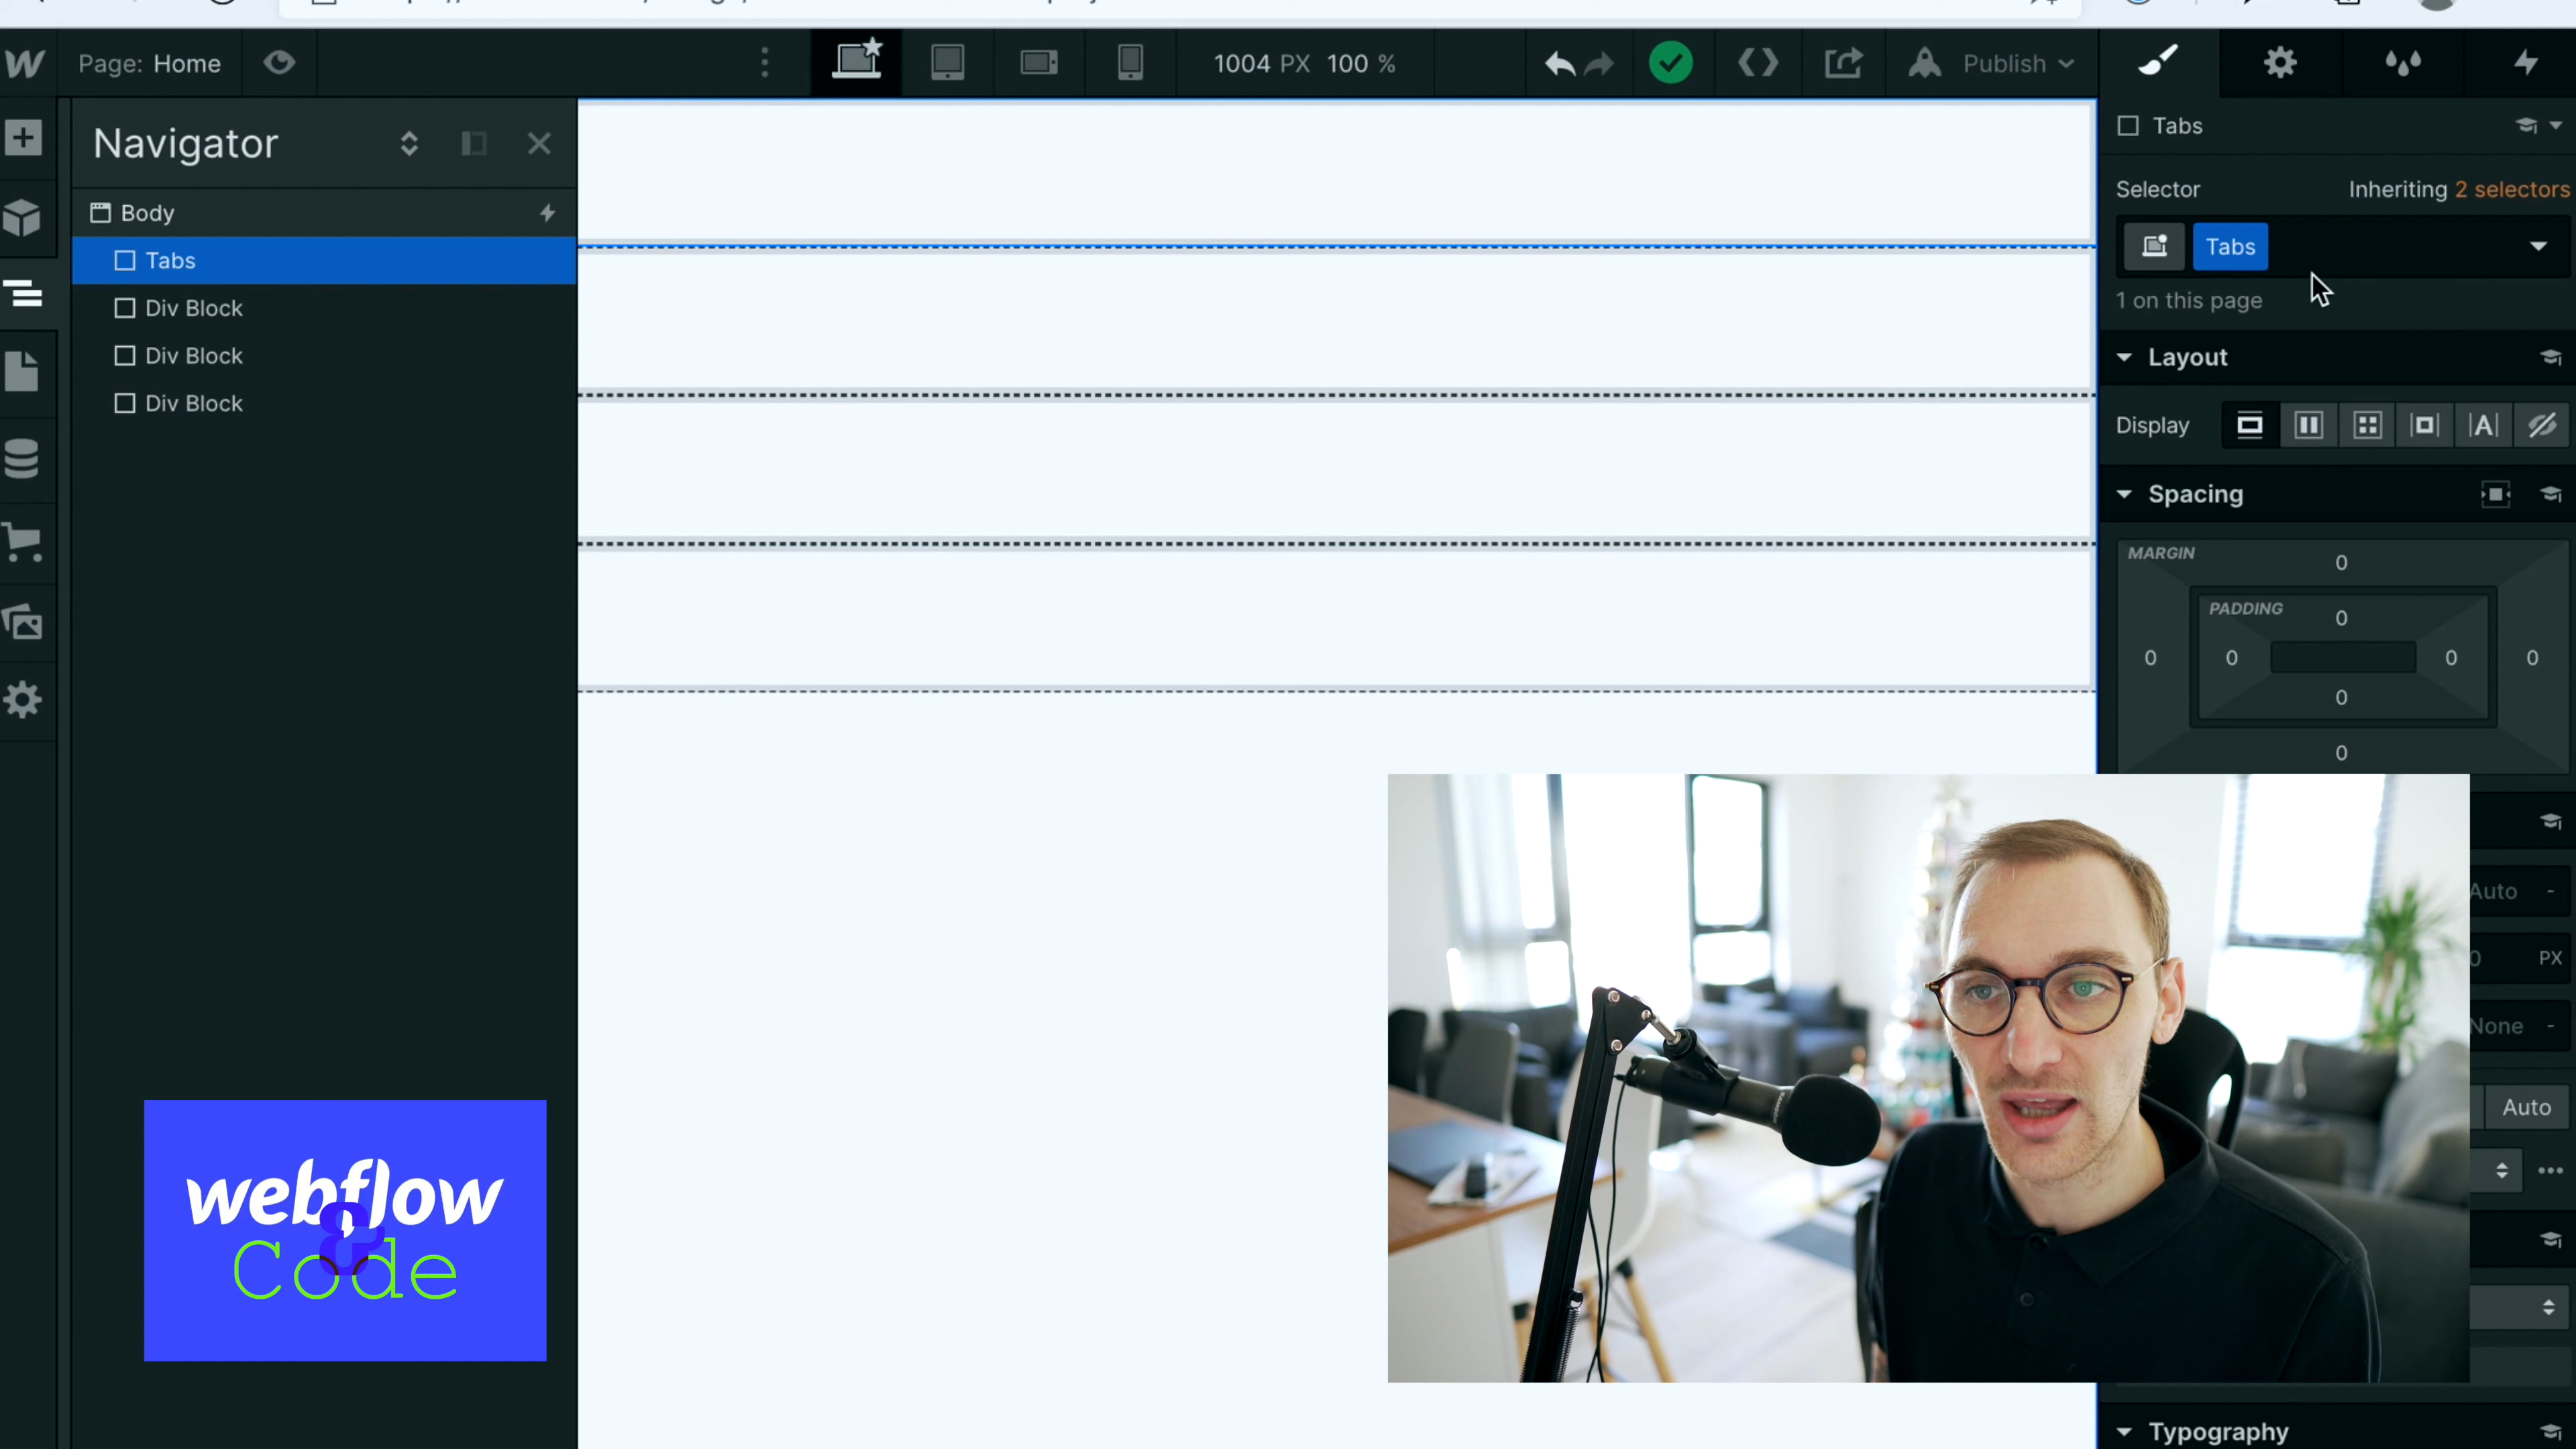 Page: Home
1004 PX 100 %
Publish
Navigator
Body
Tabs
Div Block
Div Block
Div Block
Tabs
Selector
Inheriting 2 selectors
Tabs
1 on this page
Layout
Display
Spacing
MARGIN
0
PADDING
0
0
0
0
0
0
0
Auto -
0 PX
None -
Auto
Typography
webflow
&
Code